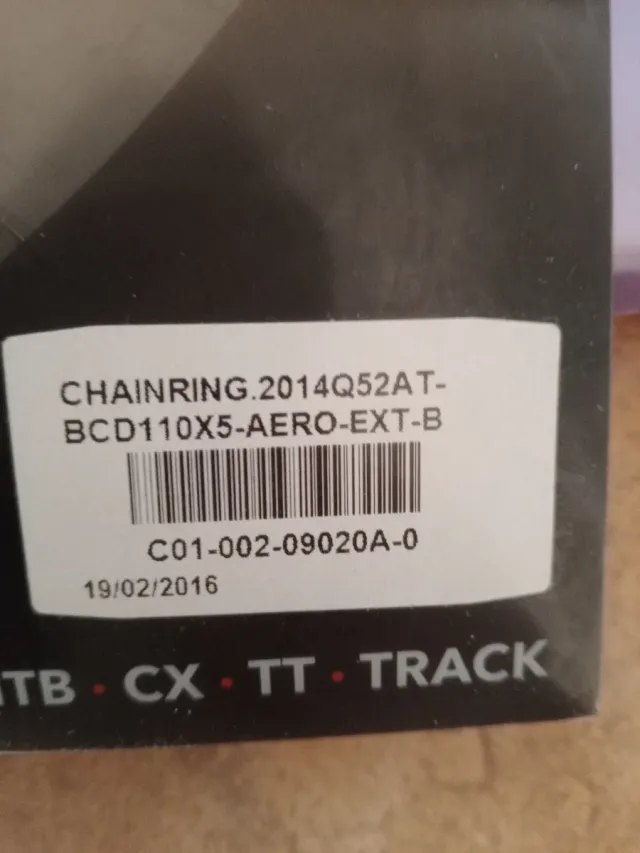 CHAINRING.2014Q52AT-
BCD110X5-AERO-EXT-B
C01-002-09020A-0
19/02/2016
TB · CX · TT · TRACK